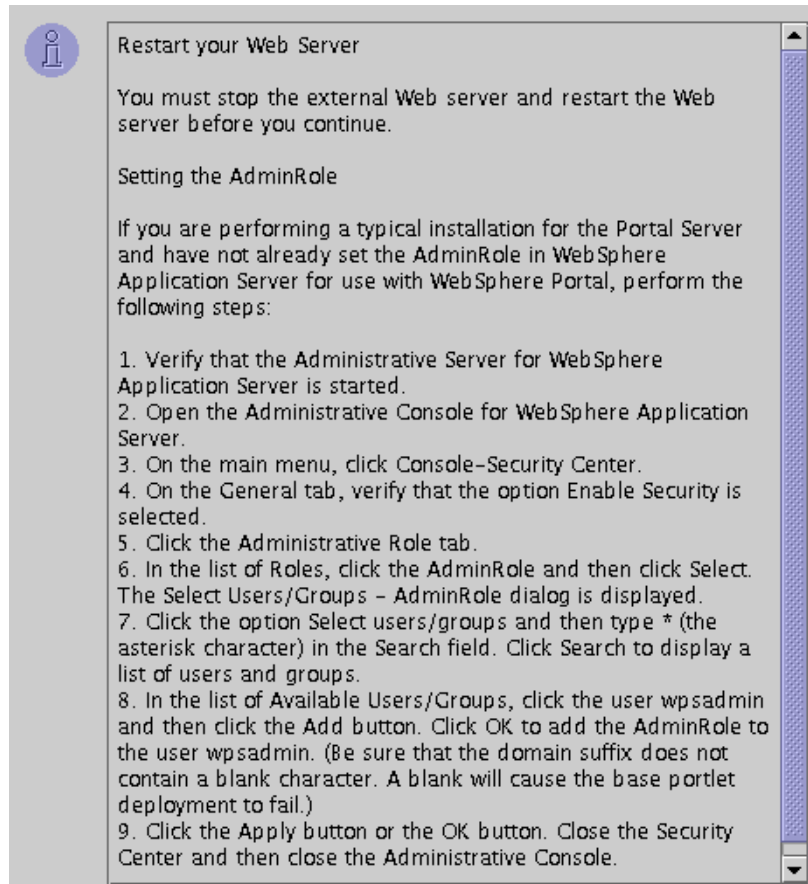 Restart your Web Server
You must stop the external Web server and restart the Web
server before you continue.
Setting the AdminRole
If you are performing a typical installation for the Portal Server
and have not already set the AdminRole in WebSphere
Application Server for use with WebSphere Portal, perform the
following steps:
1. Verify that the Administrative Server for WebSphere
Application Server is started.
2. Open the Administrative Console for WebSphere Application
Server.
3. On the main menu, click Console-Security Center.
4. On the General tab, verify that the option Enable Security is
selected.
5. Click the Administrative Role tab.
6. In the list of Roles, click the AdminRole and then click Select.
The Select Users/Groups - AdminRole dialog is displayed.
7. Click the option Select users/groups and then type * (the
asterisk character) in the Search field. Click Search to display a
list of users and groups.
8. In the list of Available Users/Groups, click the user wpsadmin
and then click the Add button. Click OK to add the AdminRole to
the user wpsadmin. (Be sure that the domain suffix does not
contain a blank character. A blank will cause the base portlet
deployment to fail.)
9. Click the Apply button or the OK button. Close the Security
Center and then close the Administrative Console.